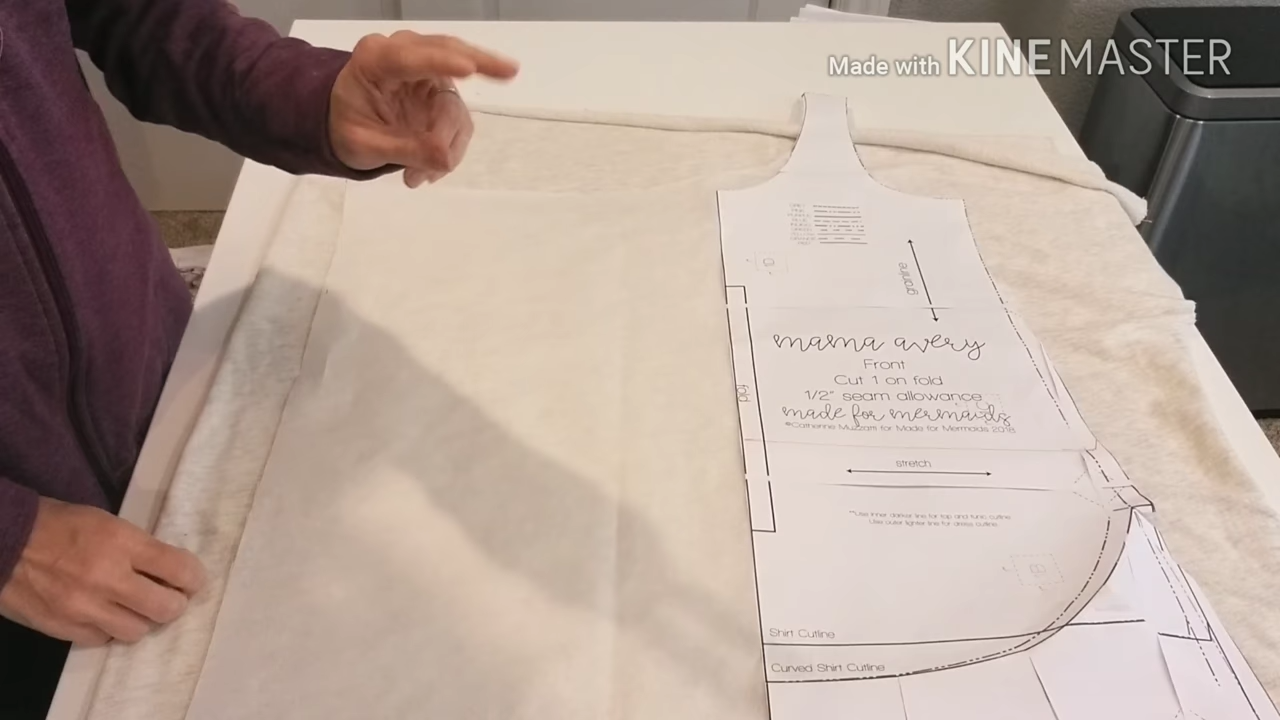 Made with KINEMASTER
grainline
mama avery
Front
Cut 1 on fold
1/2" seam allowance
fold
made for mermaids
©Catherine Muzzatti for Made for Mermaids 2018
stretch
**Use inner darker line for top and tunic cutline
Use outer lighter line for dress cutline
B
Shirt Cutline
Curved Shirt Cutline